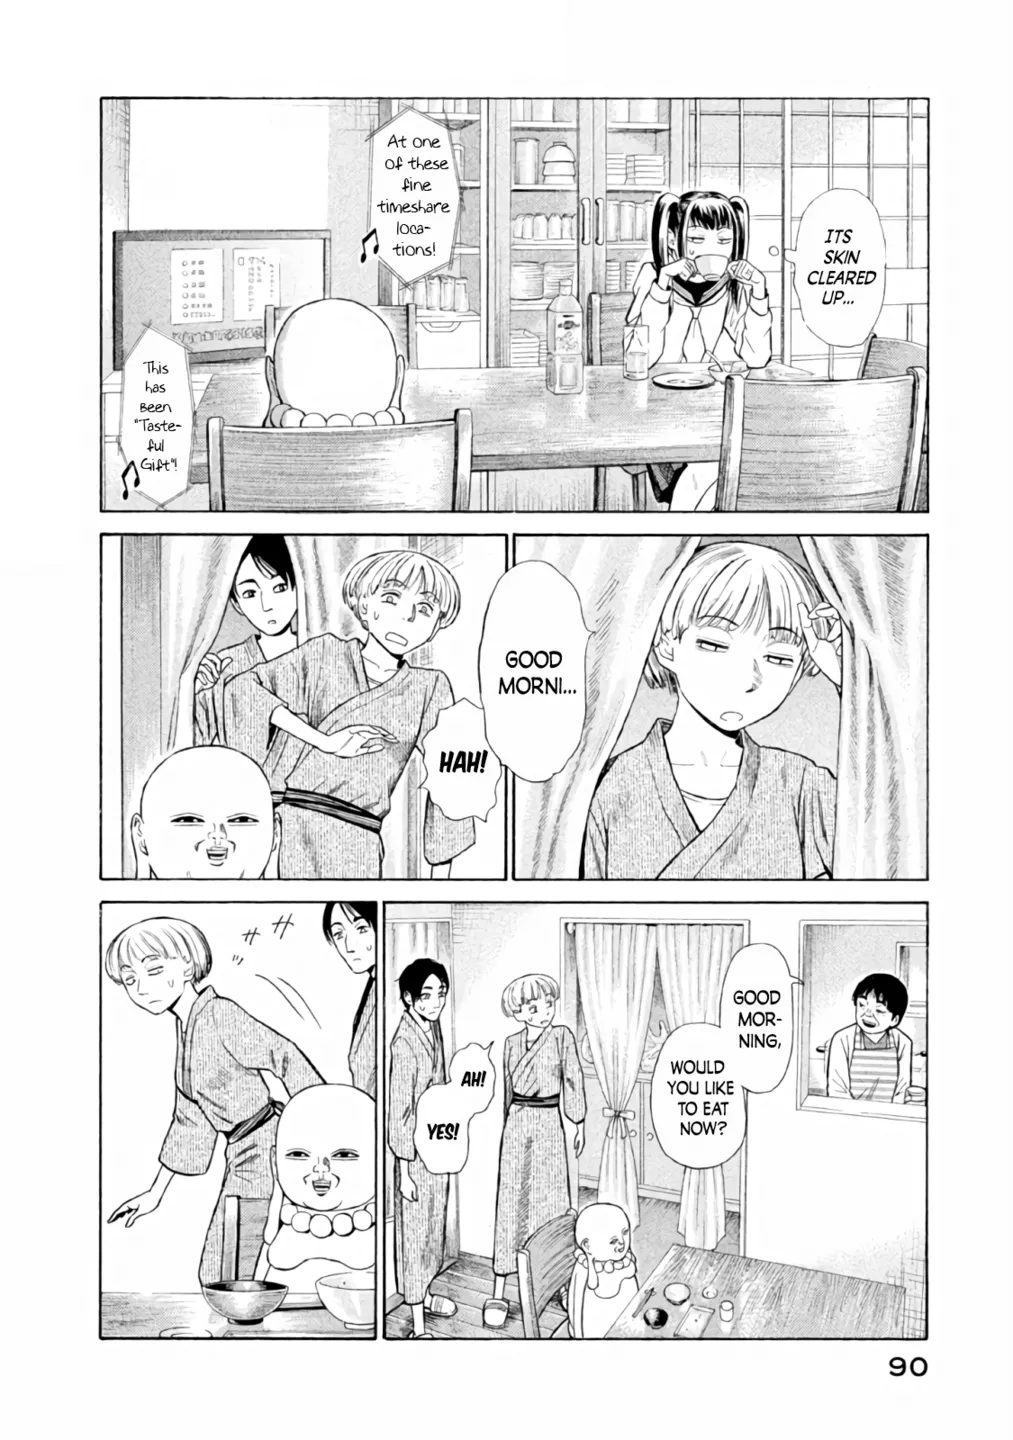 ITS
SKIN
CLEARED
UP...
At one
of these
fine
timeshare
loca-
tions!
This
has
been
"Taste-
ful
Gift"!
GOOD
MORNI...
HAH!
GOOD
MOR-
NING,
WOULD
YOU LIKE
TO EAT
NOW?
AH!
YES!
90